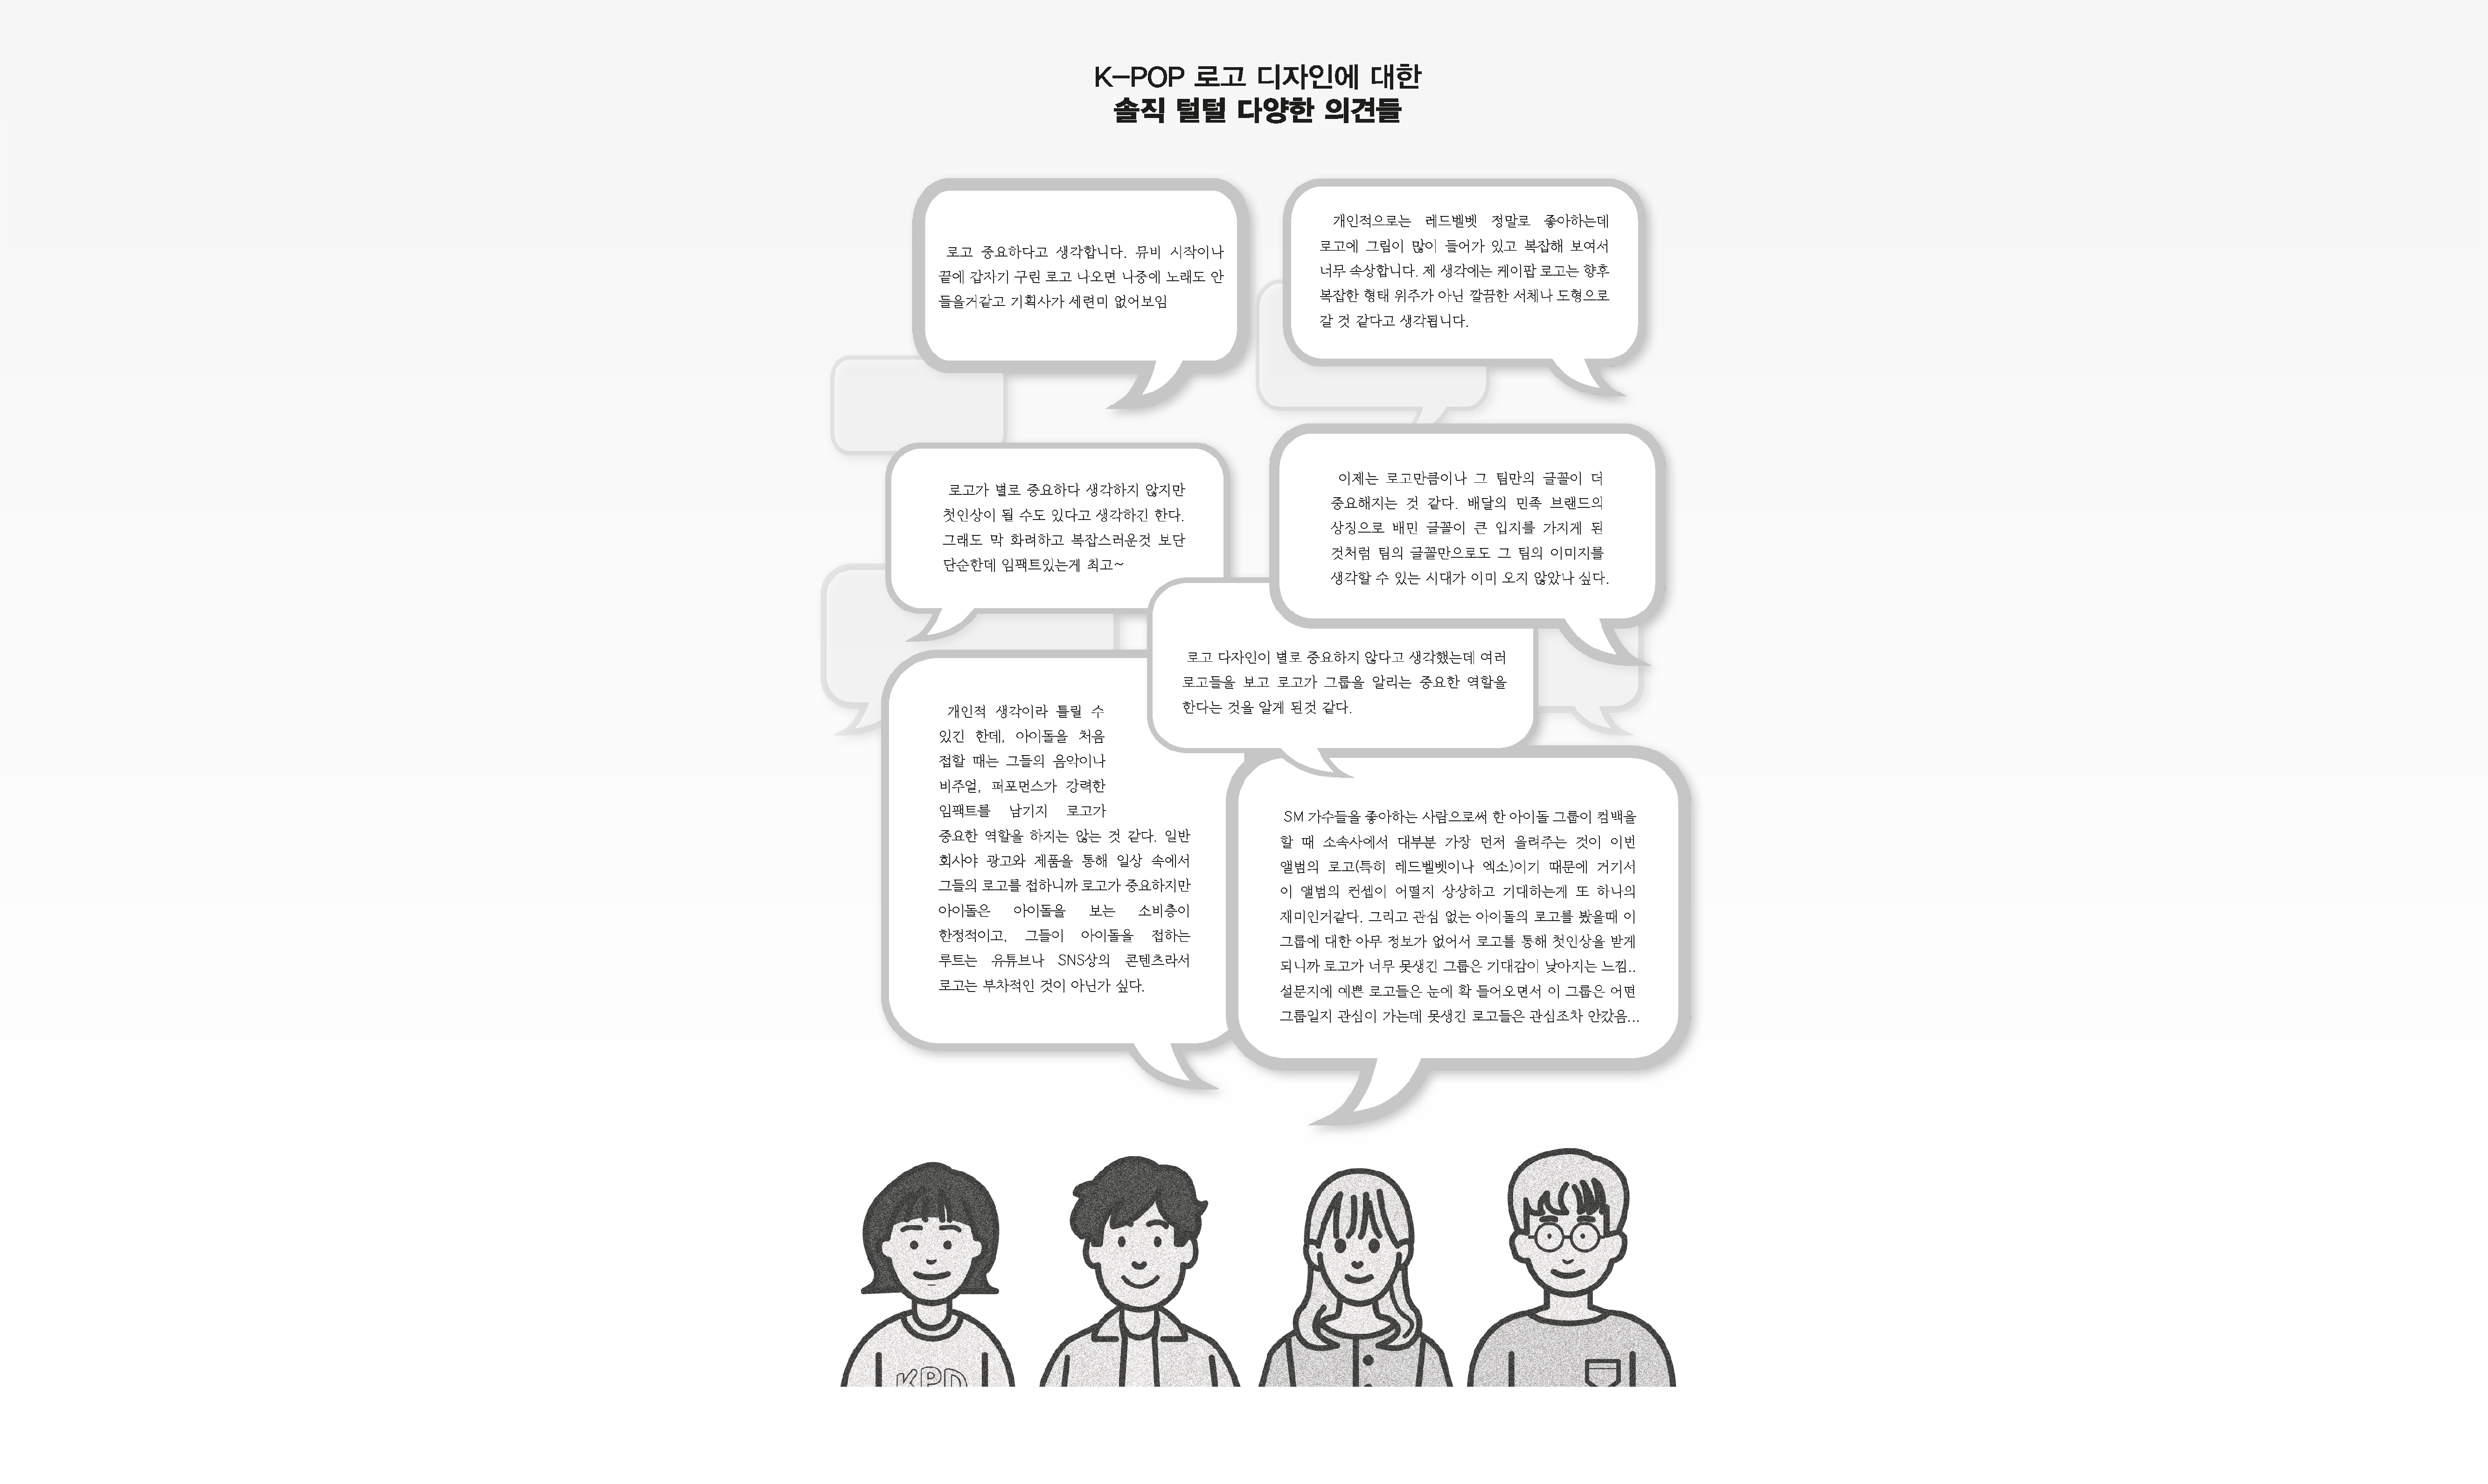 K-POP 로고 디자인에 대한
솔직 털털 다양한 의견들
로고 중요하다고 생각합니다. 뮤비 시작이나
끝에 갑자기 구린 로고 나오면 나중에 노래도 안
들을거같고 기획사가 세련미 없어보임
개인적으로는 레드벨벳 정말로 좋아하는데
로고에 그림이 많이 들어가 있고 복잡해 보여서
너무 속상합니다. 제 생각에는 케이팝 로고는 향후
복잡한 형태 위주가 아닌 깔끔한 서체나 도형으로
갈 것 같다고 생각됩니다.
로고가 별로 중요하다 생각하지 않지만
첫인상이 될 수도 있다고 생각하긴 한다.
그래도 막 화려하고 복잡스러운것 보단
단순한데 임팩트있는게 최고~
이제는 로고만큼이나 그 팀만의 글꼴이 더
중요해지는 것 같다. 배달의 민족 브랜드의
상징으로 배민 글꼴이 큰 입지를 가지게 된
것처럼 팀의 글꼴만으로도 그 팀의 이미지를
생각할 수 있는 시대가 이미 오지 않았나 싶다.
로고 다자인이 별로 중요하지 않다고 생각했는데 여러
로고들을 보고 로고가 그룹을 알리는 중요한 역할을
한다는 것을 알게 된것 같다.
개인적 생각이라 틀릴 수
있긴 한데, 아이돌을 처음
접할 때는 그들의 음악이나
비주얼, 퍼포먼스가 강력한
임팩트를 남기지 로고가
중요한 역할을 하지는 않는 것 같다. 일반
회사야 광고와 제품을 통해 일상 속에서
그들의 로고를 접하니까 로고가 중요하지만
아이돌은 아이돌을 보는 소비층이
한정적이고, 그들이 아이돌을 접하는
루트는 유튜브나 SNS상의 콘텐츠라서
로고는 부차적인 것이 아닌가 싶다.
SM 가수들을 좋아하는 사람으로써 한 아이돌 그룹이 컴백을
할 때 소속사에서 대부분 가장 먼저 올려주는 것이 이번
앨범의 로고(특히 레드벨벳이나 엑소)이기 때문에 거기서
이 앨범의 컨셉이 어떨지 상상하고 기대하는게 또 하나의
재미인거같다. 그리고 관심 없는 아이돌의 로고를 봤을때 이
그룹에 대한 아무 정보가 없어서 로고를 통해 첫인상을 받게
되니까 로고가 너무 못생긴 그룹은 기대감이 낮아지는 느낌..
설문지에 예쁜 로고들은 눈에 확 들어오면서 이 그룹은 어떤
그룹일지 관심이 가는데 못생긴 로고들은 관심조차 안갔음...
KPD